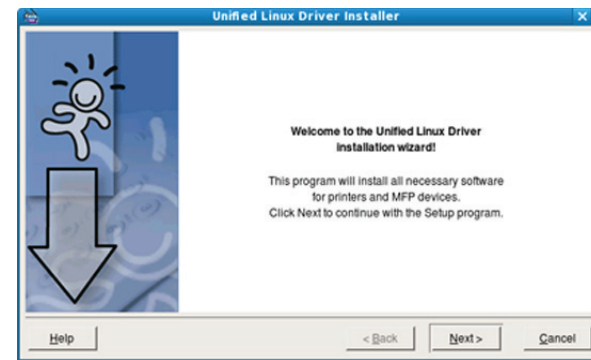 Unified Linux Driver Installer
Welcome to the Unified Linux Driver
installation wizard!
This program will install all necessary software
for printers and MFP devices.
Click Next to continue with the Setup program.
Help
< Back
Next >
Cancel